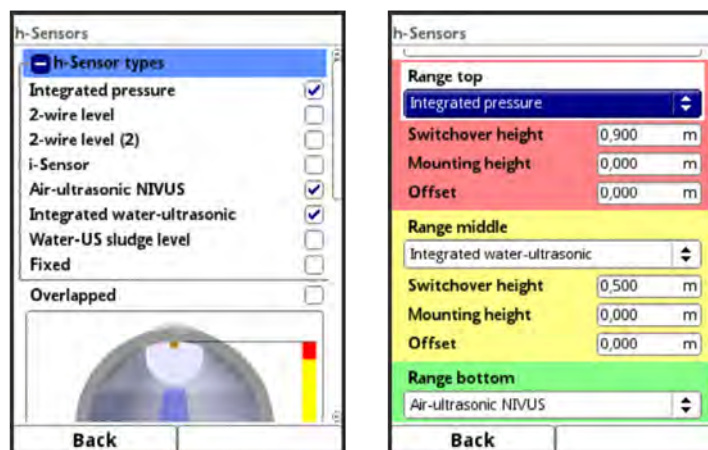 h-Sensors
h-Sensor types
Integrated pressure
2-wire level
2-wire level (2)
i-Sensor
Air-ultrasonic NIVUS
Integrated water-ultrasonic
Water-US sludge level
Fixed
Overlapped
Back
h-Sensors
Range top
Integrated pressure
Switchover height 0,900 m
Mounting height 0,000 m
Offset 0,000 m
Range middle
Integrated water-ultrasonic
Switchover height 0,500 m
Mounting height 0,000 m
Offset 0,000 m
Range bottom
Air-ultrasonic NIVUS
Back